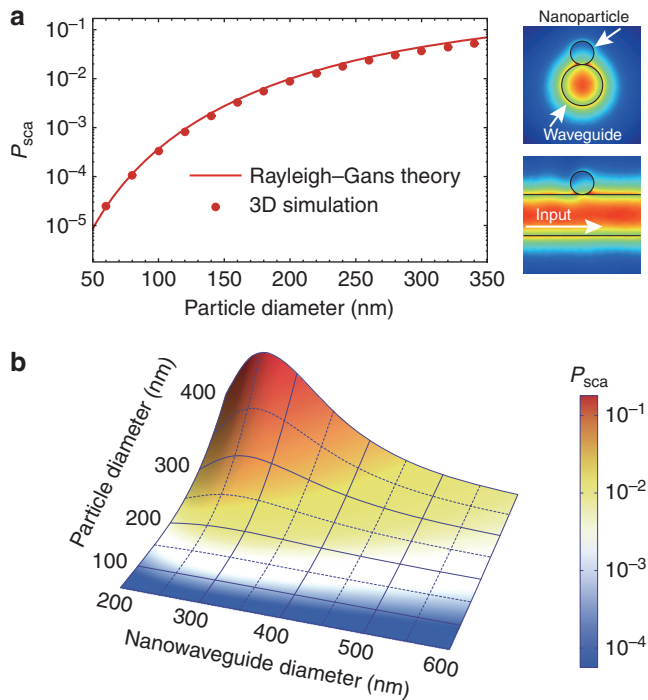 a
10⁻¹
10⁻²
10⁻³
10⁻⁴
10⁻⁵
P_sca
Rayleigh–Gans theory
3D simulation
50 100 150 200 250 300 350
Particle diameter (nm)
Nanoparticle
Waveguide
Input
b
Particle diameter (nm)
400
300
200
100
200
300
400
500
600
Nanowaveguide diameter (nm)
P_sca
10⁻¹
10⁻²
10⁻³
10⁻⁴